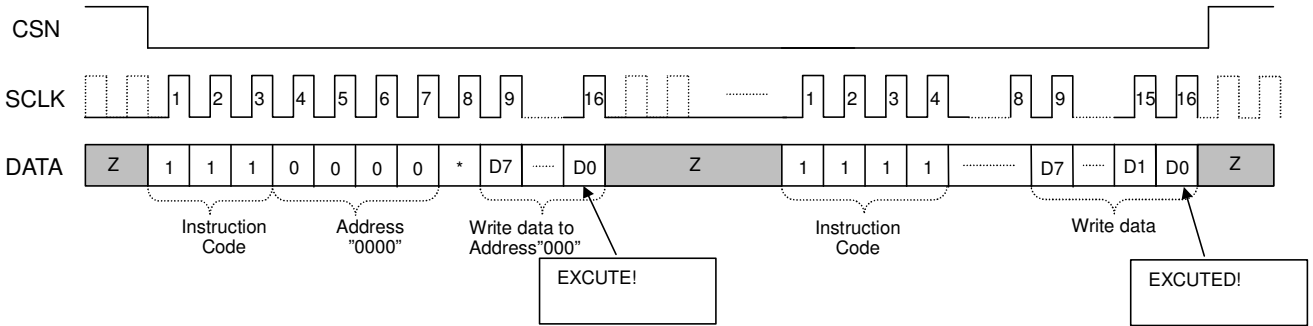 CSN
SCLK 1 2 3 4 5 6 7 8 9 16 1 2 3 4 8 9 15 16
DATA Z 1 1 1 0 0 0 0 * D7 D0 Z 1 1 1 1 D7 D1 D0 Z
Instruction
Code
Address
"0000"
Write data to
Address"000"
Instruction
Code
Write data
EXCUTE!
EXCUTED!